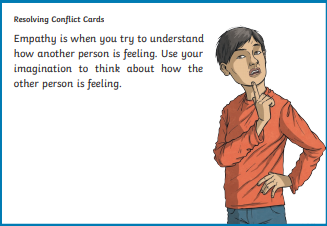 Resolving Conflict Cards
Empathy is when you try to understand
how another person is feeling. Use your
imagination to think about how the
other person is feeling.